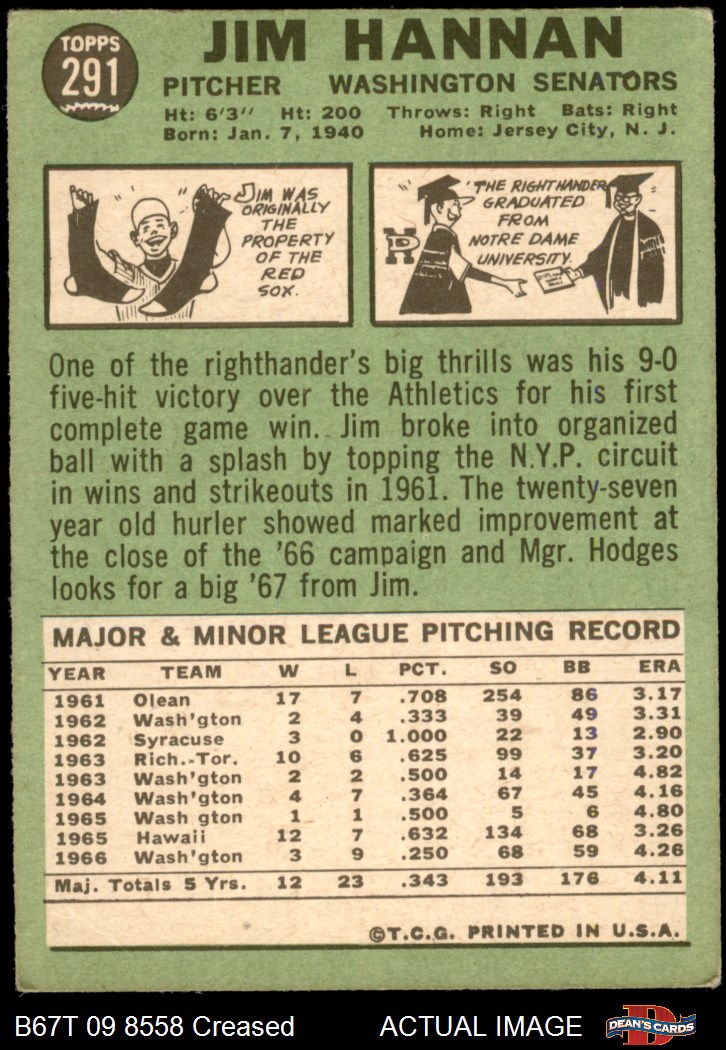 TOPPS
291
JIM HANNAN
PITCHER WASHINGTON SENATORS
Ht: 6'3" Ht: 200 Throws: Right Bats: Right
Born: Jan. 7, 1940 Home: Jersey City, N. J.
JIM WAS
ORIGINALLY
THE
PROPERTY
OF THE
RED
SOX.
THE RIGHTHANDER
GRADUATED
FROM
NOTRE DAME
UNIVERSITY.
One of the righthander's big thrills was his 9-0
five-hit victory over the Athletics for his first
complete game win. Jim broke into organized
ball with a splash by topping the N.Y.P. circuit
in wins and strikeouts in 1961. The twenty-seven
year old hurler showed marked improvement at
the close of the '66 campaign and Mgr. Hodges
looks for a big '67 from Jim.
MAJOR & MINOR LEAGUE PITCHING RECORD
YEAR TEAM W L PCT. SO BB ERA
1961 Olean 17 7 .708 254 86 3.17
1962 Wash'gton 2 4 .333 39 49 3.31
1962 Syracuse 3 0 1.000 22 13 2.90
1963 Rich.-Tor. 10 6 .625 99 37 3.20
1963 Wash'gton 2 2 .500 14 17 4.82
1964 Wash'gton 4 7 .364 67 45 4.16
1965 Wash gton 1 1 .500 5 6 4.80
1965 Hawaii 12 7 .632 134 68 3.26
1966 Wash'gton 3 9 .250 68 59 4.26
Maj. Totals 5 Yrs. 12 23 .343 193 176 4.11
©T.C.G. PRINTED IN U.S.A.
B67T 09 8558 Creased ACTUAL IMAGE
DEAN'S CARDS